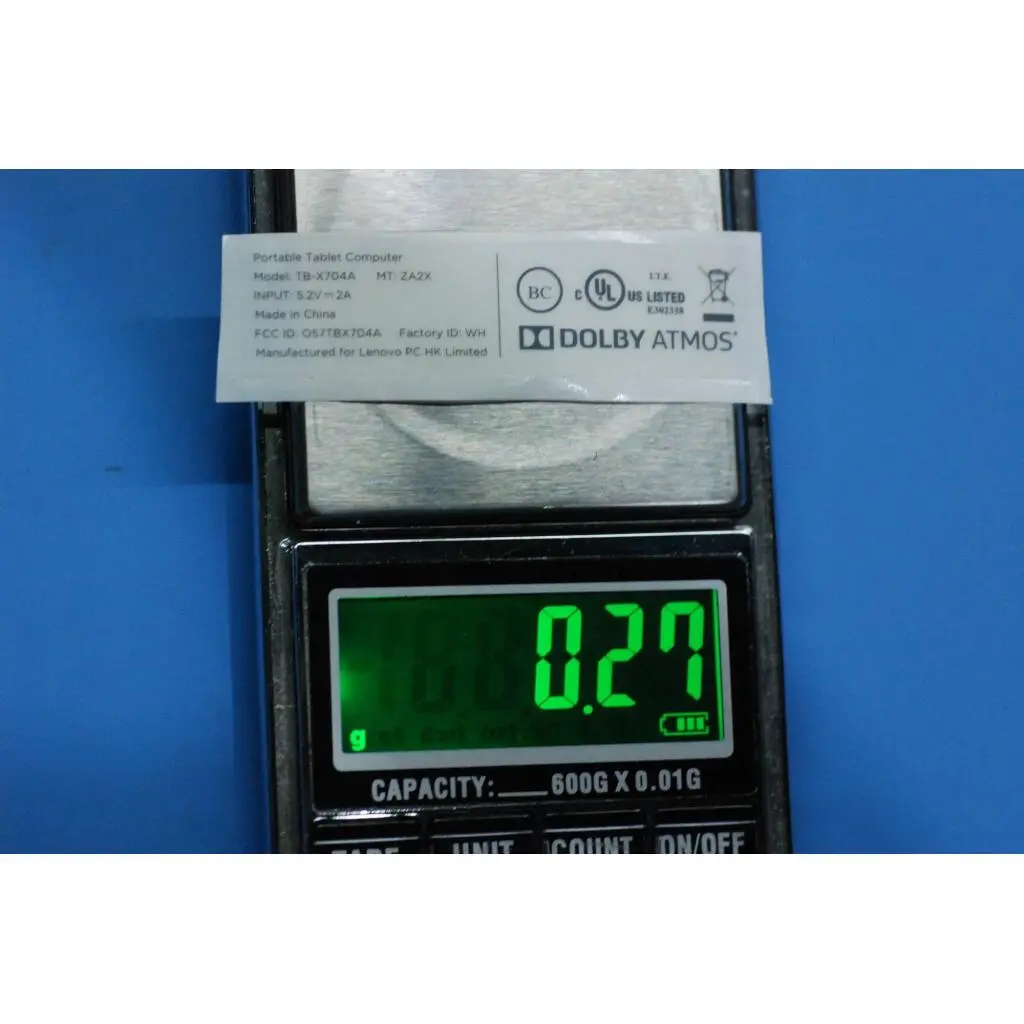 Portable Tablet Computer
Model: TB-X704A MT: ZA2X
INPUT: 5.2V⎓2A
Made in China
FCC ID: O57TBX704A Factory ID: WH
Manufactured for Lenovo PC HK Limited
BC
C UL US LISTED
I.T.E.
E302338
DOLBY ATMOS
0.27
g
CAPACITY: 600G X 0.01G
TARE UNIT COUNT ON/OFF